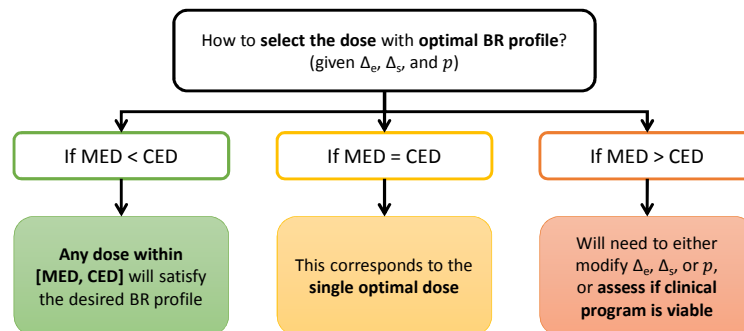 How to select the dose with optimal BR profile?
(given Δe, Δs, and p)
If MED < CED
If MED = CED
If MED > CED
Any dose within
[MED, CED] will satisfy
the desired BR profile
This corresponds to the
single optimal dose
Will need to either
modify Δe, Δs, or p,
or assess if clinical
program is viable